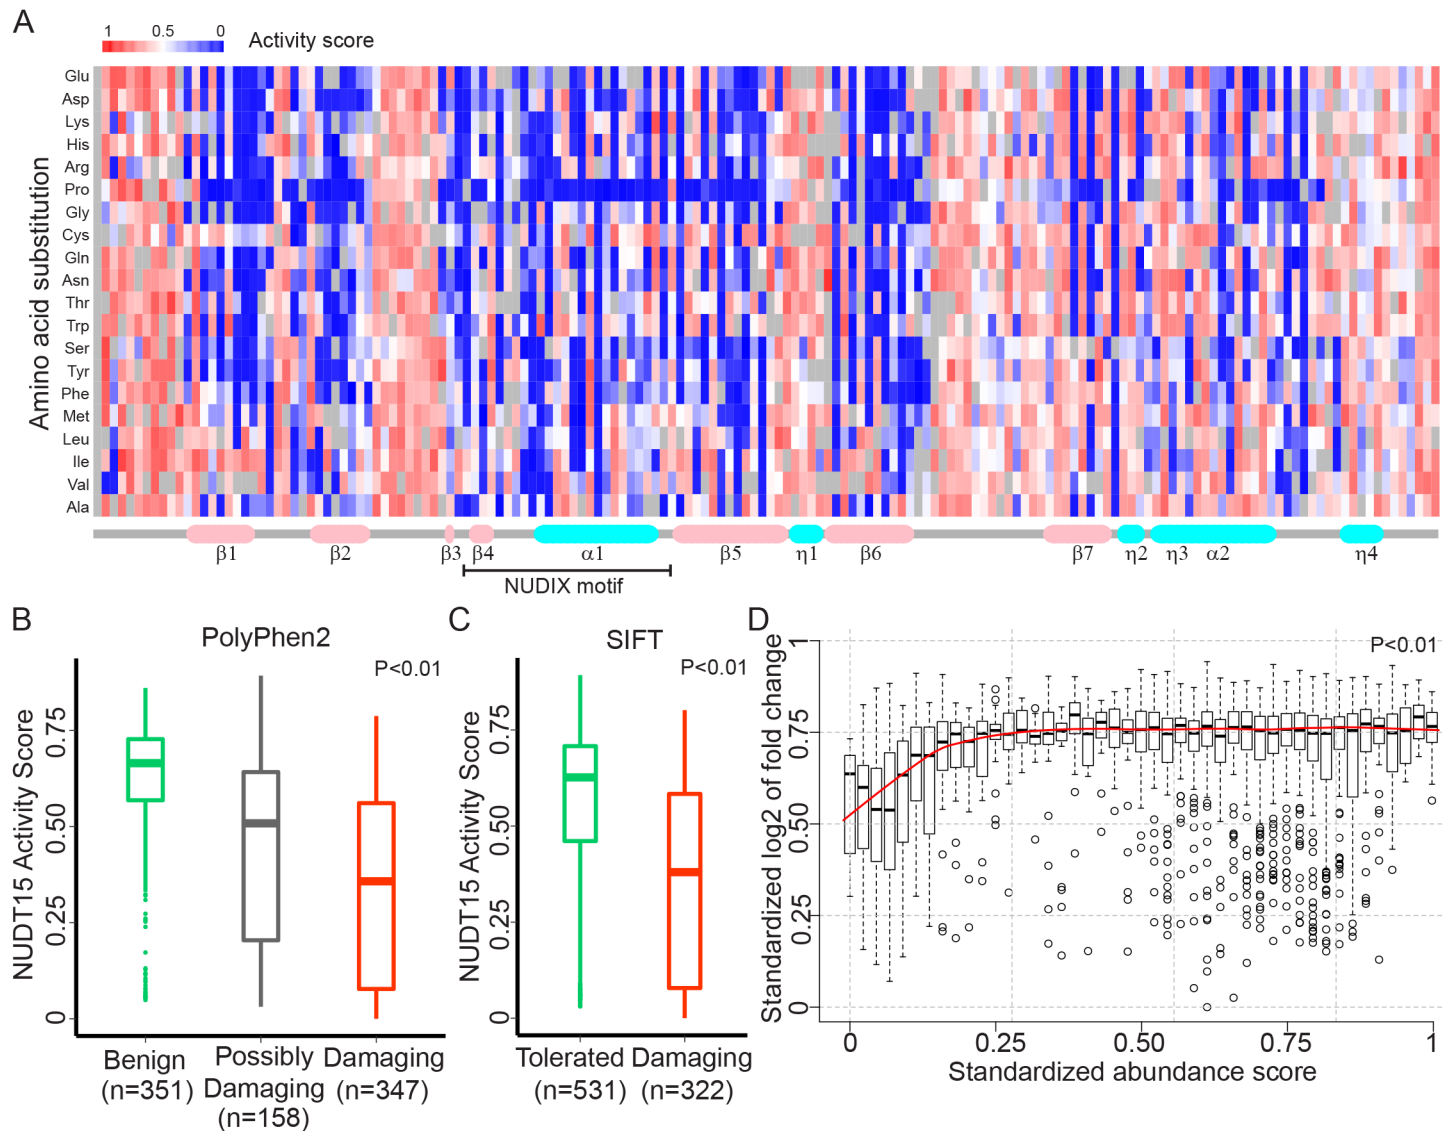 A
1 0.5 0 Activity score
Amino acid substitution
Glu
Asp
Lys
His
Arg
Pro
Gly
Cys
Gln
Asn
Thr
Trp
Ser
Tyr
Phe
Met
Leu
Ile
Val
Ala
β1 β2 β3 β4 α1 β5 η1 β6 β7 η2 η3 α2 η4
NUDIX motif
B
PolyPhen2
P<0.01
NUDT15 Activity Score
0.75
0.50
0.25
0
Benign
(n=351)
Possibly
Damaging
(n=158)
Damaging
(n=347)
C
SIFT
P<0.01
NUDT15 Activity Score
0.75
0.50
0.25
0
Tolerated
(n=531)
Damaging
(n=322)
D
P<0.01
Standardized log2 of fold change
1
0.75
0.50
0.25
0
0 0.25 0.50 0.75 1
Standardized abundance score